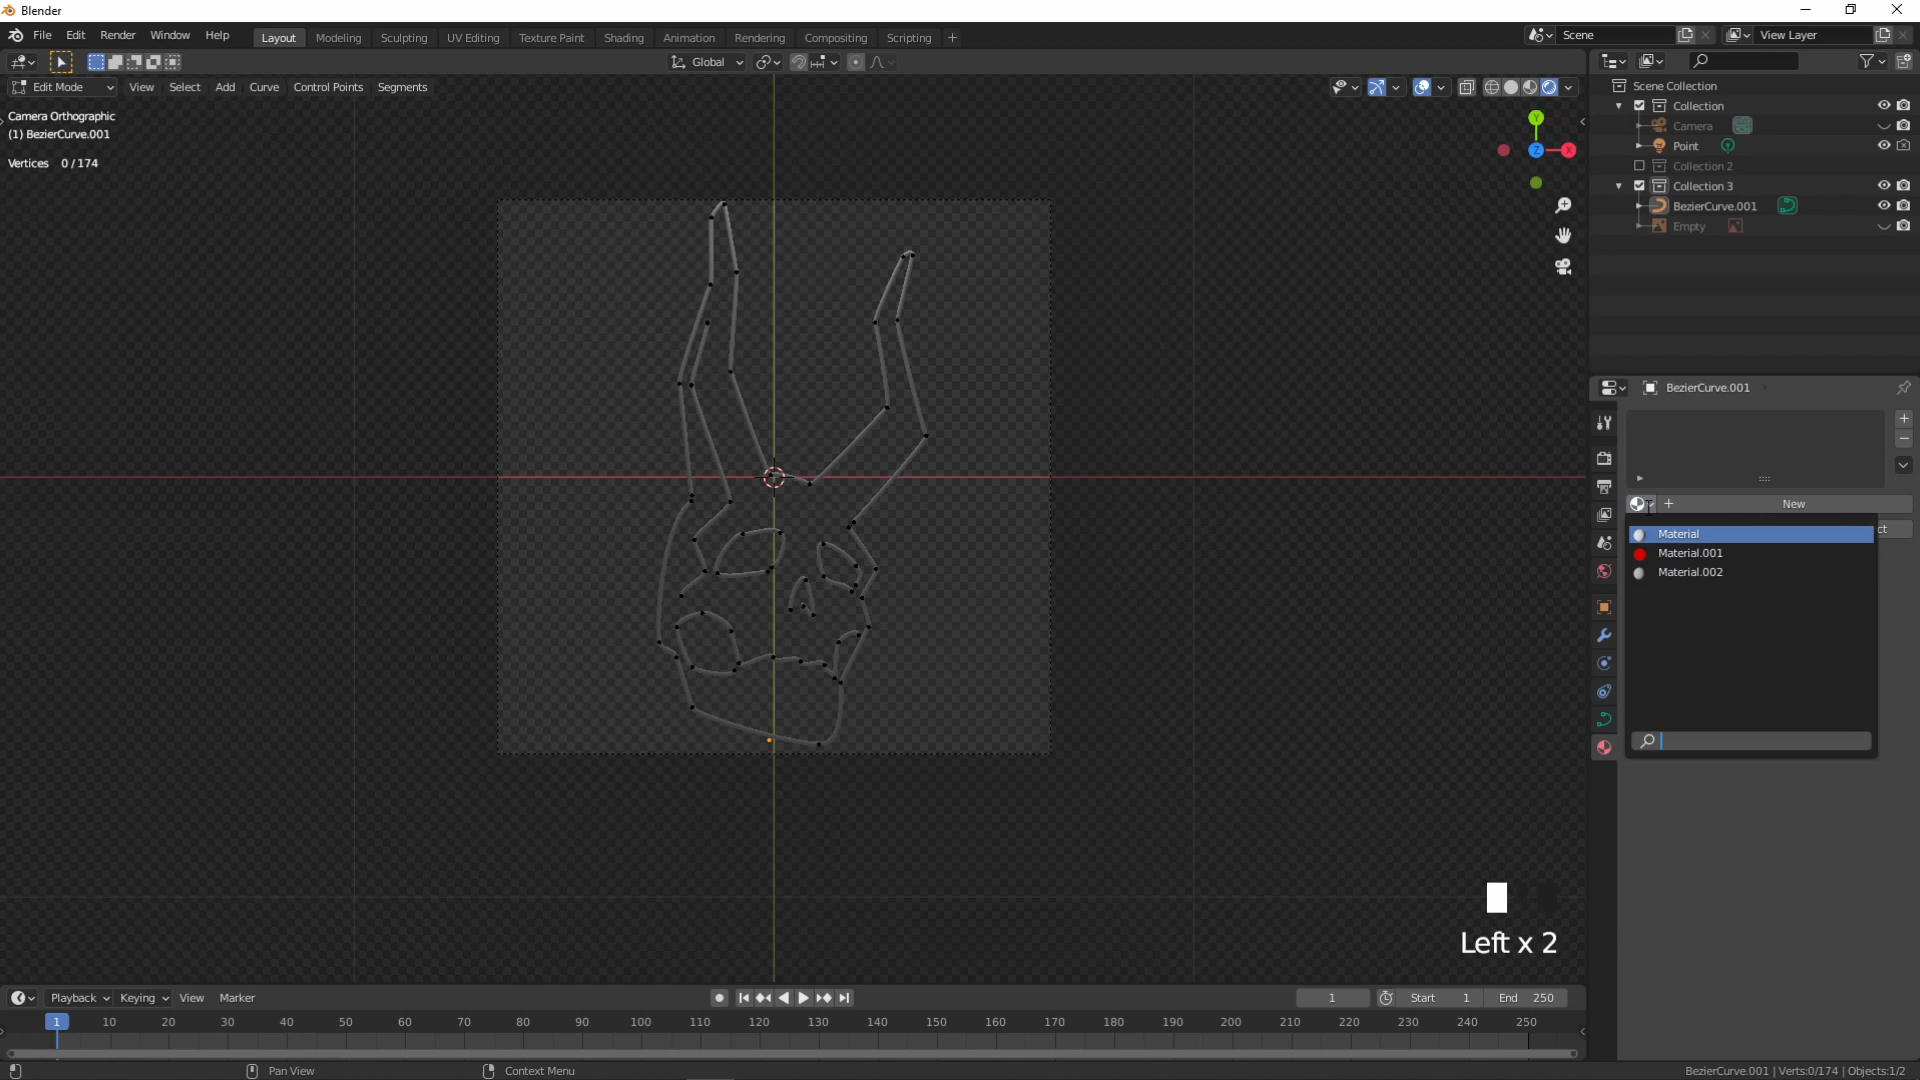 Blender
File Edit Render Window Help Layout Modeling Sculpting UV Editing Texture Paint Shading Animation Rendering Compositing Scripting + Scene View Layer
Global
Edit Mode View Select Add Curve Control Points Segments
Camera Orthographic
(1) BezierCurve.001
Vertices 0 / 174
Y
Z
X
Scene Collection
Collection
Camera
Point
Collection 2
Collection 3
BezierCurve.001
Empty
BezierCurve.001
+ New
ct
Material
Material.001
Material.002
Left x 2
Playback Keying View Marker 1 Start 1 End 250
1 10 20 30 40 50 60 70 80 90 100 110 120 130 140 150 160 170 180 190 200 210 220 230 240 250
Pan View Context Menu BezierCurve.001 | Verts:0/174 | Objects:1/2